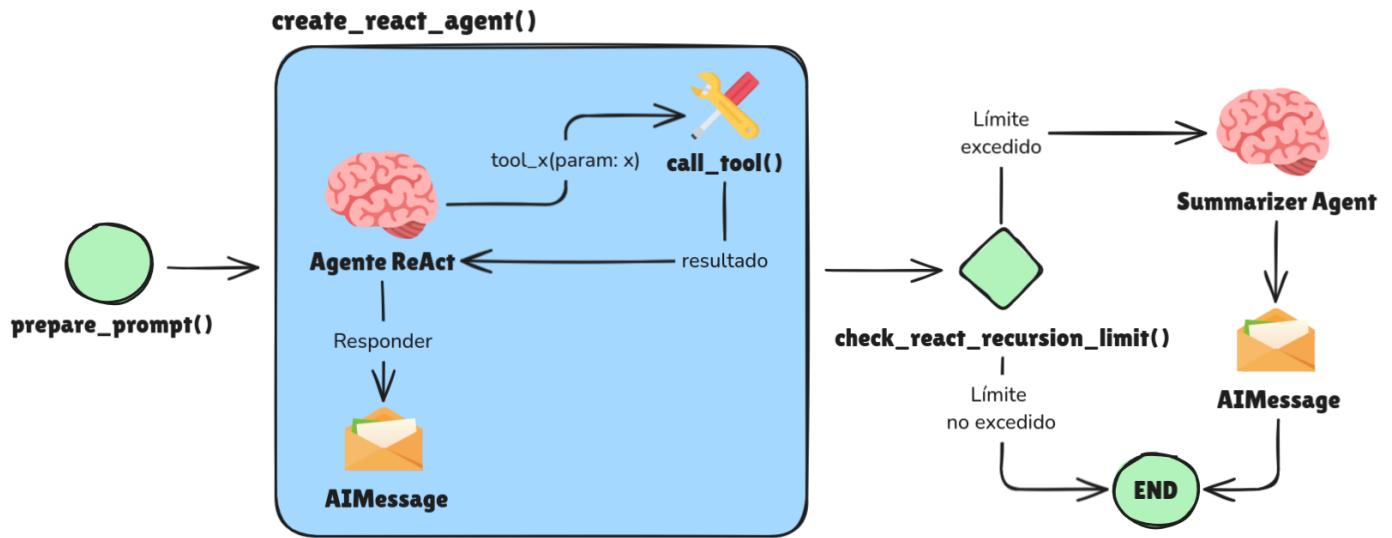 create_react_agent()
tool_x(param: x)
call_tool()
Agente ReAct
resultado
Responder
AIMessage
prepare_prompt()
Límite
excedido
Summarizer Agent
check_react_recursion_limit()
Límite
no excedido
AIMessage
END